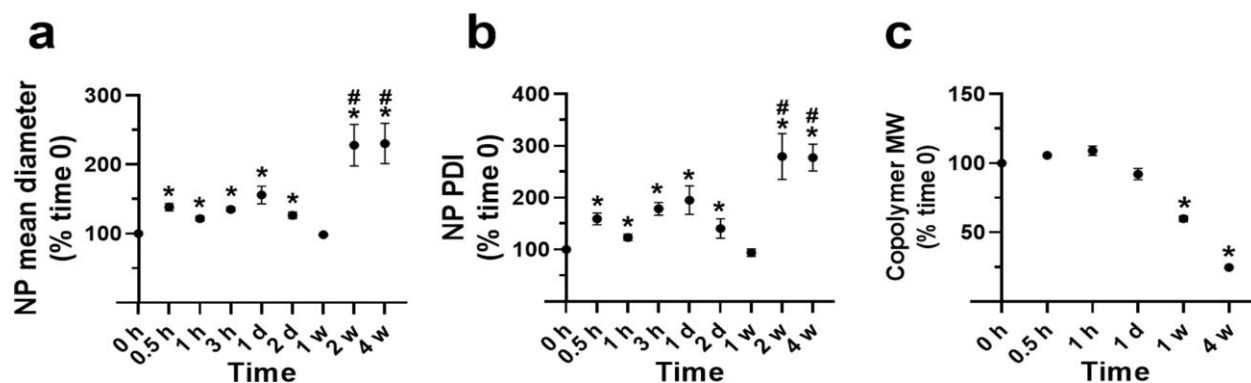 a
NP mean diameter
(% time 0)
300
200
100
#
*
#
*
*
*
*
*
*
0 h
0.5 h
1 h
3 h
1 d
2 d
1 w
2 w
4 w
Time
b
NP PDI
(% time 0)
400
300
200
100
0
#
*
#
*
*
*
*
*
*
0 h
0.5 h
1 h
3 h
1 d
2 d
1 w
2 w
4 w
Time
c
Copolymer MW
(% time 0)
150
100
50
0
*
*
0 h
0.5 h
1 h
1 d
1 w
4 w
Time